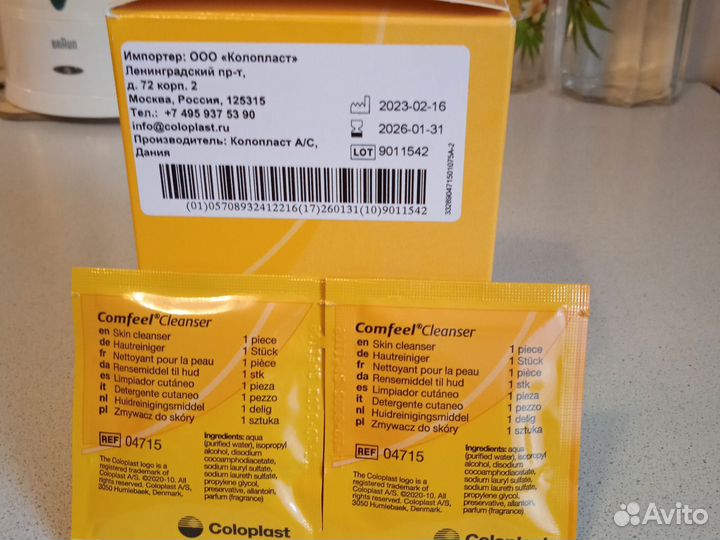 BRAUN
Импортер: ООО «Колопласт»
Ленинградский пр-т,
д. 72 корп. 2
Москва, Россия, 125315
Тел.: +7 495 937 53 90
info@coloplast.ru
Производитель: Колопласт А/С,
Дания
2023-02-16
2026-01-31
LOT 9011542
(01)05708932412216(17)260131(10)9011542
Comfeel®Cleanser
en Skin cleanser 1 piece
de Hautreiniger 1 Stück
fr Nettoyant pour la peau 1 pièce
da Rensemiddel til hud 1 stk
es Limpiador cutáneo 1 pieza
it Detergente cutaneo 1 pezzo
nl Huidreinigingsmiddel 1 delig
pl Zmywacz do skóry 1 sztuka
REF 04715
The Coloplast logo is a
registered trademark of
Coloplast A/S. ©2020-10. All
rights reserved. Coloplast A/S,
3050 Humlebaek, Denmark.
Ingredients: aqua
(purified water), isopropyl
alcohol, disodium
cocoamphodiacetate,
sodium lauryl sulfate,
sodium laureth sulfate,
propylene glycol,
preservative, allantoin,
parfum (fragrance)
Coloplast
Comfeel®Cleanser
en Skin cleanser 1 piece
de Hautreiniger 1 Stück
fr Nettoyant pour la peau 1 pièce
da Rensemiddel til hud 1 stk
es Limpiador cutáneo 1 pieza
it Detergente cutaneo 1 pezzo
nl Huidreinigingsmiddel 1 delig
pl Zmywacz do skóry 1 sztuka
REF 04715
The Coloplast logo is a
registered trademark of
Coloplast A/S. ©2020-10. All
rights reserved. Coloplast A/S,
3050 Humlebaek, Denmark.
Ingredients: aqua
(purified water), isopropyl
alcohol, disodium
cocoamphodiacetate,
sodium lauryl sulfate,
sodium laureth sulfate,
propylene glycol,
preservative, allantoin,
parfum (fragrance)
Coloplast
Avito